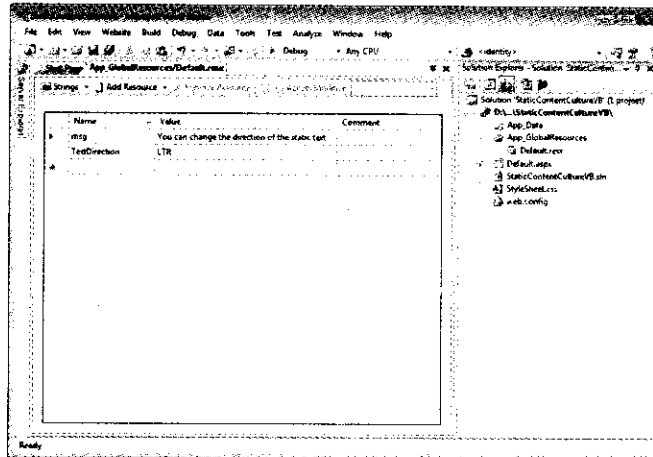 File Edit View Website Build Debug Data Tools Test Analyze Window Help
Debug Any CPU <identity>
App_GlobalResources/Default.resx
Solution Explorer - Solution
Strings Add Resource
Server Explorer
Name Value Comment
msg You can change the direction of the static text
TextDirection LTR
Solution 'StaticContentCultureVB' (1 project)
D:\...\StaticContentCultureVB\
App_Data
App_GlobalResources
Default.resx
Default.aspx
StaticContentCultureVB.sln
StyleSheet.css
web.config
Ready